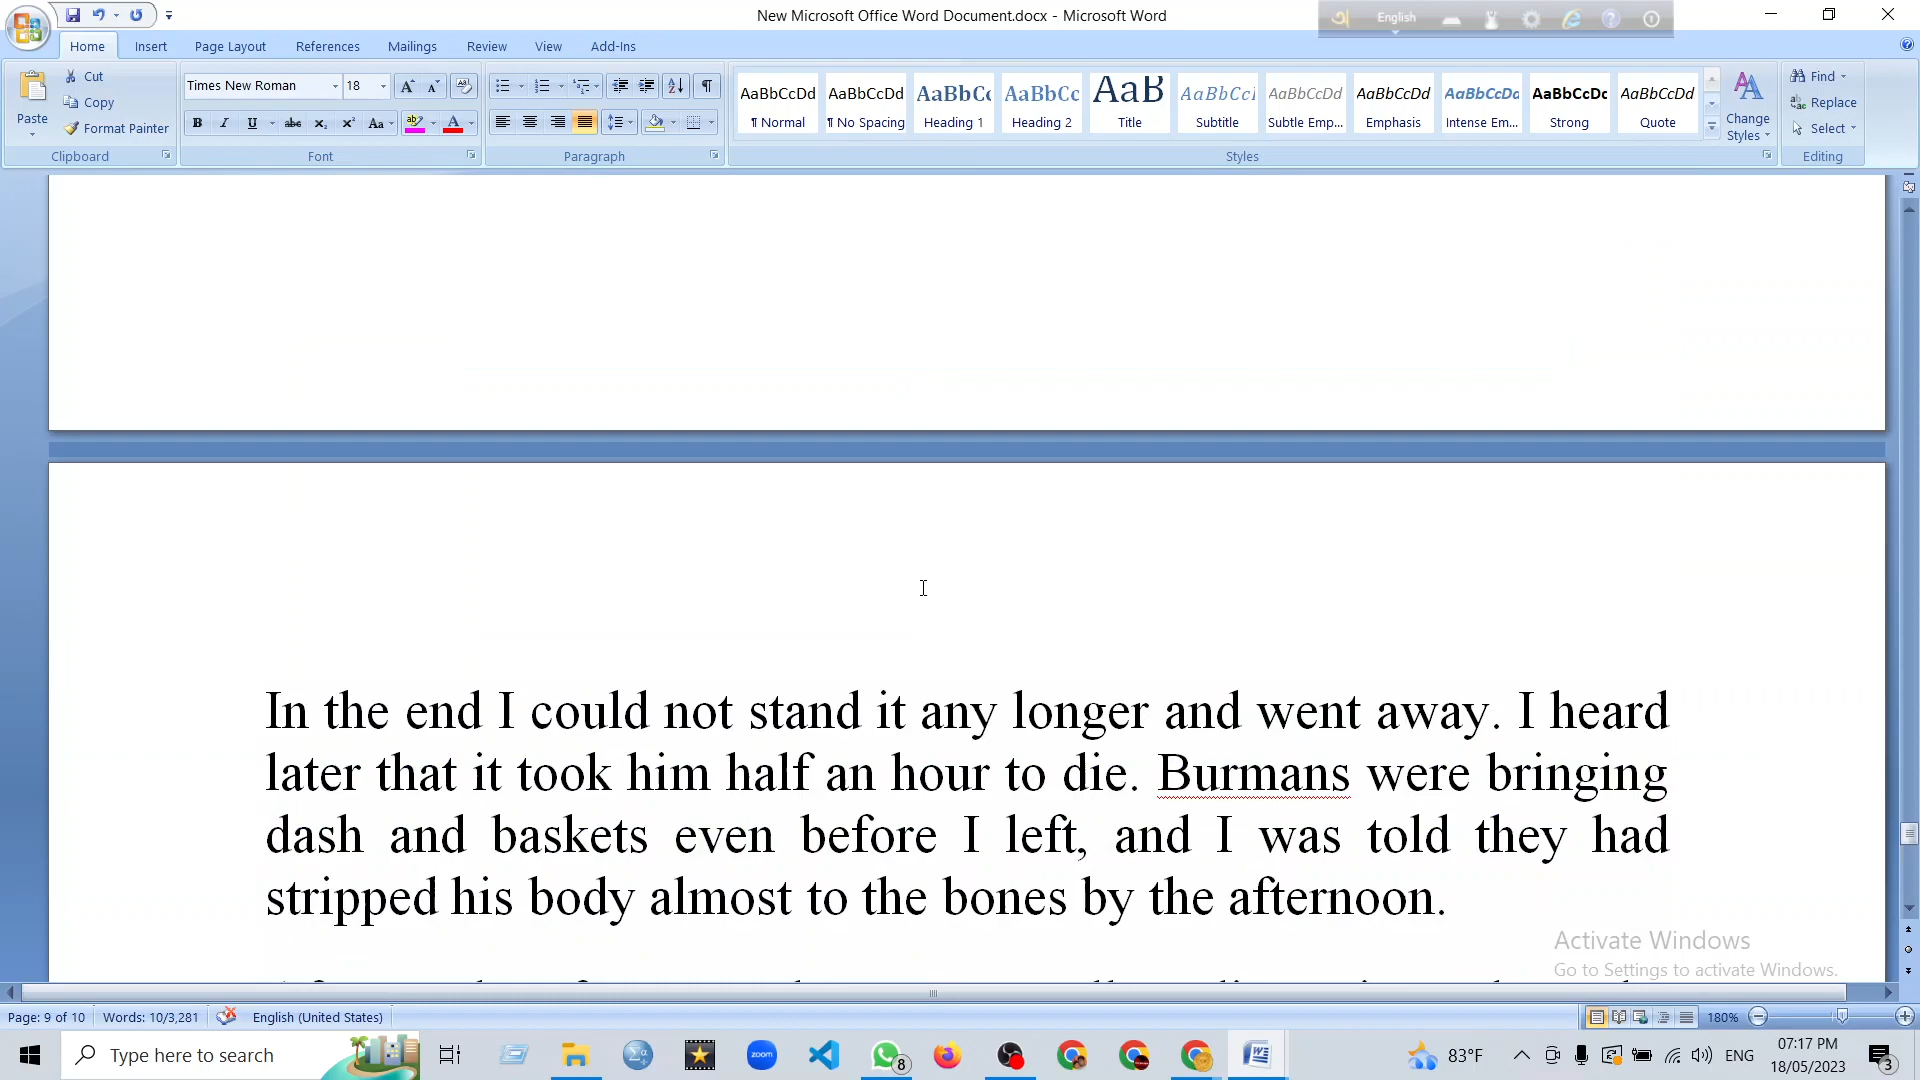 New Microsoft Office Word Document.docx - Microsoft Word
English
Home Insert Page Layout References Mailings Review View Add-Ins
Paste
Cut
Copy
Format Painter
Clipboard
Times New Roman 18
Font
Paragraph
AaBbCcDd AaBbCcDd AaBbCc AaBbCc AaB AaBbCcI AaBbCcDd AaBbCcDd AaBbCcDd AaBbCcDc AaBbCcDd
¶ Normal ¶ No Spacing Heading 1 Heading 2 Title Subtitle Subtle Emp... Emphasis Intense Em... Strong Quote
Styles
Change Styles
Find
Replace
Select
Editing
In the end I could not stand it any longer and went away. I heard
later that it took him half an hour to die. Burmans were bringing
dash and baskets even before I left, and I was told they had
stripped his body almost to the bones by the afternoon.
Activate Windows
Go to Settings to activate Windows.
Page: 9 of 10 Words: 10/3,281 English (United States) 180%
Type here to search zoom 8 83°F ENG 07:17 PM 3
18/05/2023